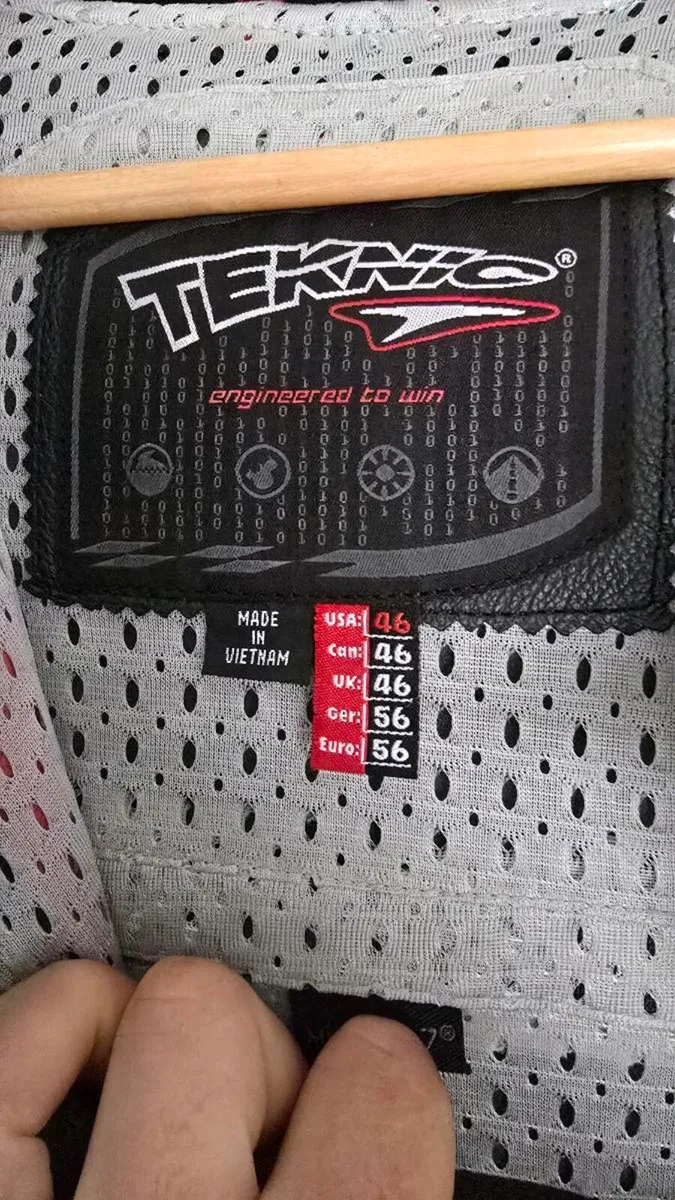 TEKNIC®
engineered to win
MADE
IN
VIETNAM
USA: 46
Can: 46
UK: 46
Ger: 56
Euro: 56